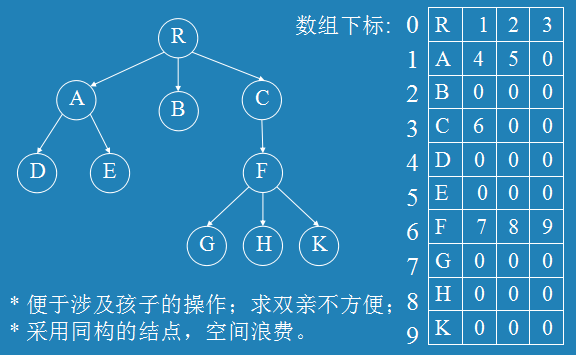 数组下标: 0 R 1 2 3
1 A 4 5 0
2 B 0 0 0
3 C 6 0 0
4 D 0 0 0
5 E 0 0 0
6 F 7 8 9
7 G 0 0 0
8 H 0 0 0
9 K 0 0 0
R
A B C
D E F
G H K
* 便于涉及孩子的操作；求双亲不方便；
* 采用同构的结点，空间浪费。